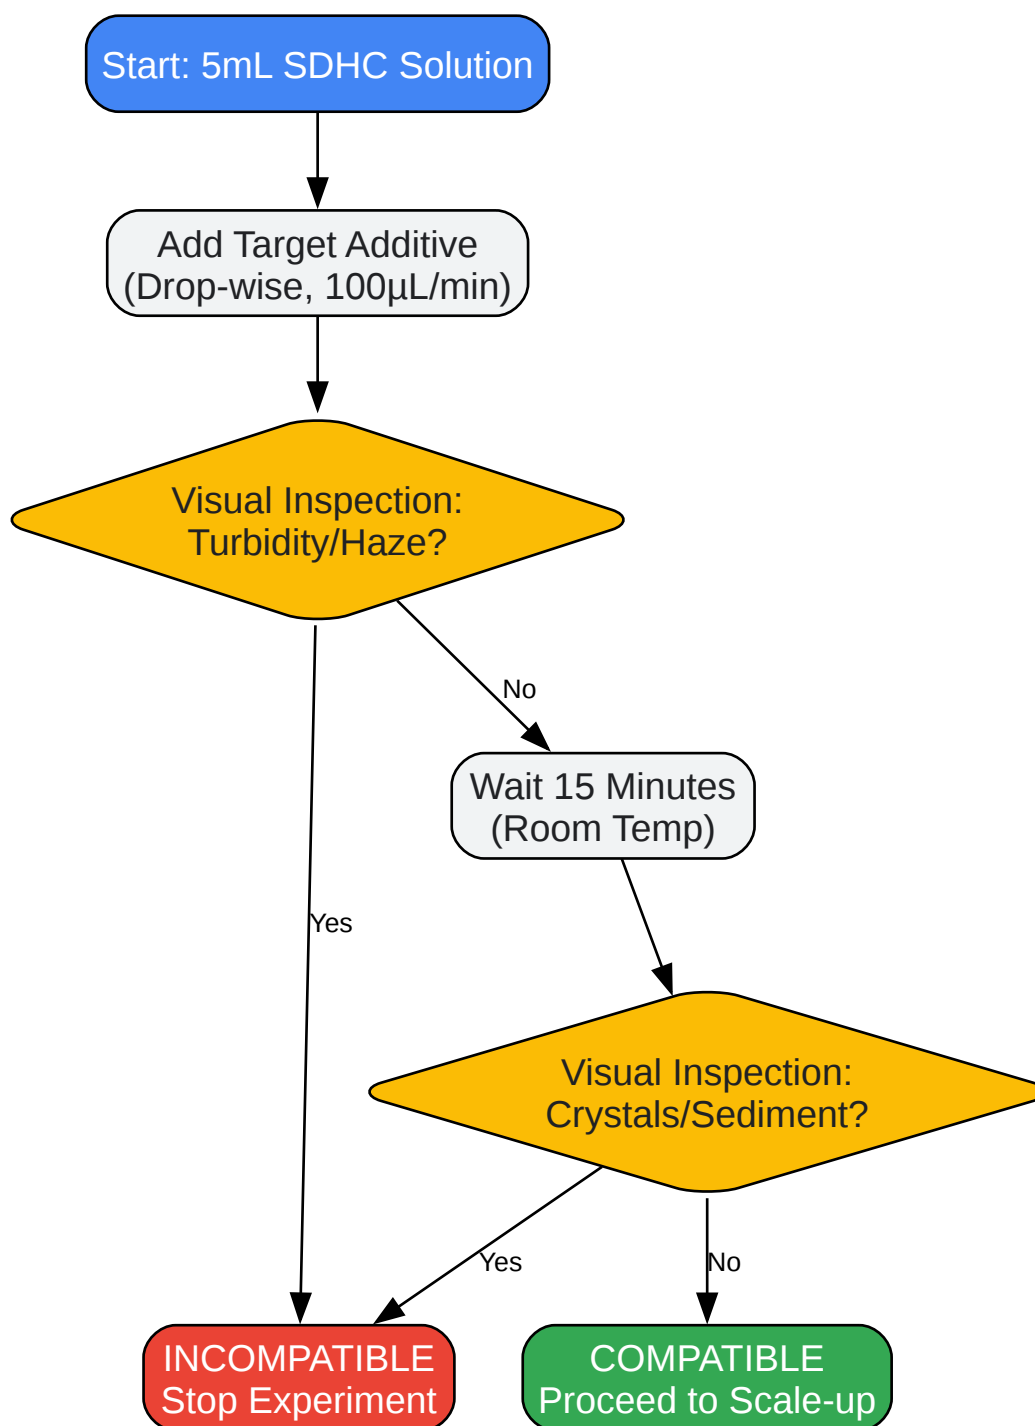 Start: 5mL SDHC Solution
Add Target Additive
(Drop-wise, 100µL/min)
Visual Inspection:
Turbidity/Haze?
No
Wait 15 Minutes
(Room Temp)
Yes
Visual Inspection:
Crystals/Sediment?
Yes
No
INCOMPATIBLE
Stop Experiment
COMPATIBLE
Proceed to Scale-up